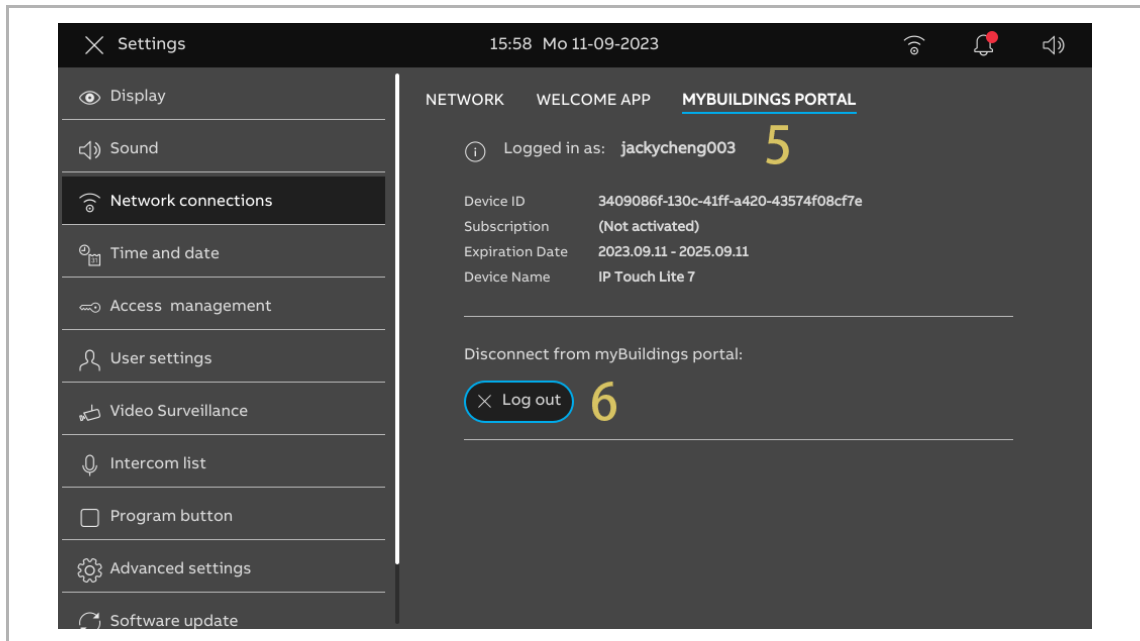 Settings
15:58 Mo 11-09-2023
Display
Sound
Network connections
Time and date
Access management
User settings
Video Surveillance
Intercom list
Program button
Advanced settings
Software update
NETWORK WELCOME APP MYBUILDINGS PORTAL
Logged in as: jackycheng003 5
Device ID 3409086f-130c-41ff-a420-43574f08cf7e
Subscription (Not activated)
Expiration Date 2023.09.11 - 2025.09.11
Device Name IP Touch Lite 7
Disconnect from myBuildings portal:
Log out 6